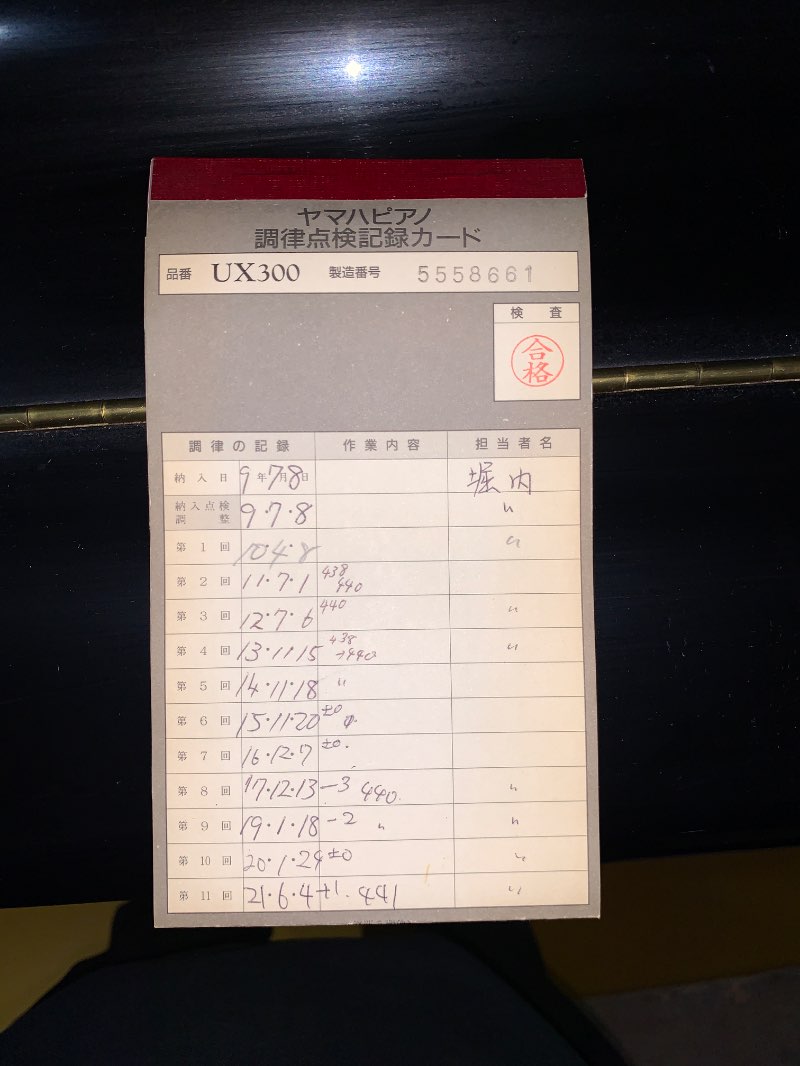 ヤマハピアノ
調律点検記録カード
品番 UX300 製造番号 5558661
検査
合格
調律の記録 作業内容 担当者名
納入日 9年7月8日 堀内
納入点検調整 9・7・8 〃
第1回 10・4・8 〃
第2回 11・7・1 438 440
第3回 12・7・6 440 〃
第4回 13・11・15 438→440 〃
第5回 14・11・18 〃
第6回 15・11・20 ±0
第7回 16・12・7 ±0・
第8回 17・12・13 -3 440 〃
第9回 19・1・18 -2 〃 〃
第10回 20・1・24 ±0 〃
第11回 21・6・4 +1・441 〃